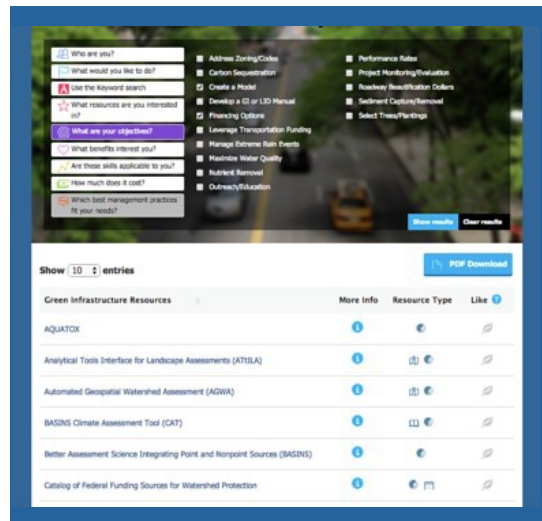 Who are you?
What would you like to do?
Use the Keyword search
What resources are you interested
in?
What are your objectives?
What benefits interest you?
Are these skills applicable to you?
How much does it cost?
Which best management practices
fit your needs?
Address Zoning/Codes
Carbon Sequestration
Create a Model
Develop a GI or LID Manual
Financing Options
Leverage Transportation Funding
Manage Extreme Rain Events
Maximize Water Quality
Nutrient Removal
Outreach/Education
Performance Rates
Project Monitoring/Evaluation
Roadway Beautification Dollars
Sediment Capture/Removal
Select Trees/Plantings
Show results Clear results
Show 10 entries
PDF Download
Green Infrastructure Resources More Info Resource Type Like ?
AQUATOX
Analytical Tools Interface for Landscape Assessments (ATtILA)
Automated Geospatial Watershed Assessment (AGWA)
BASINS Climate Assessment Tool (CAT)
Better Assessment Science Integrating Point and Nonpoint Sources (BASINS)
Catalog of Federal Funding Sources for Watershed Protection